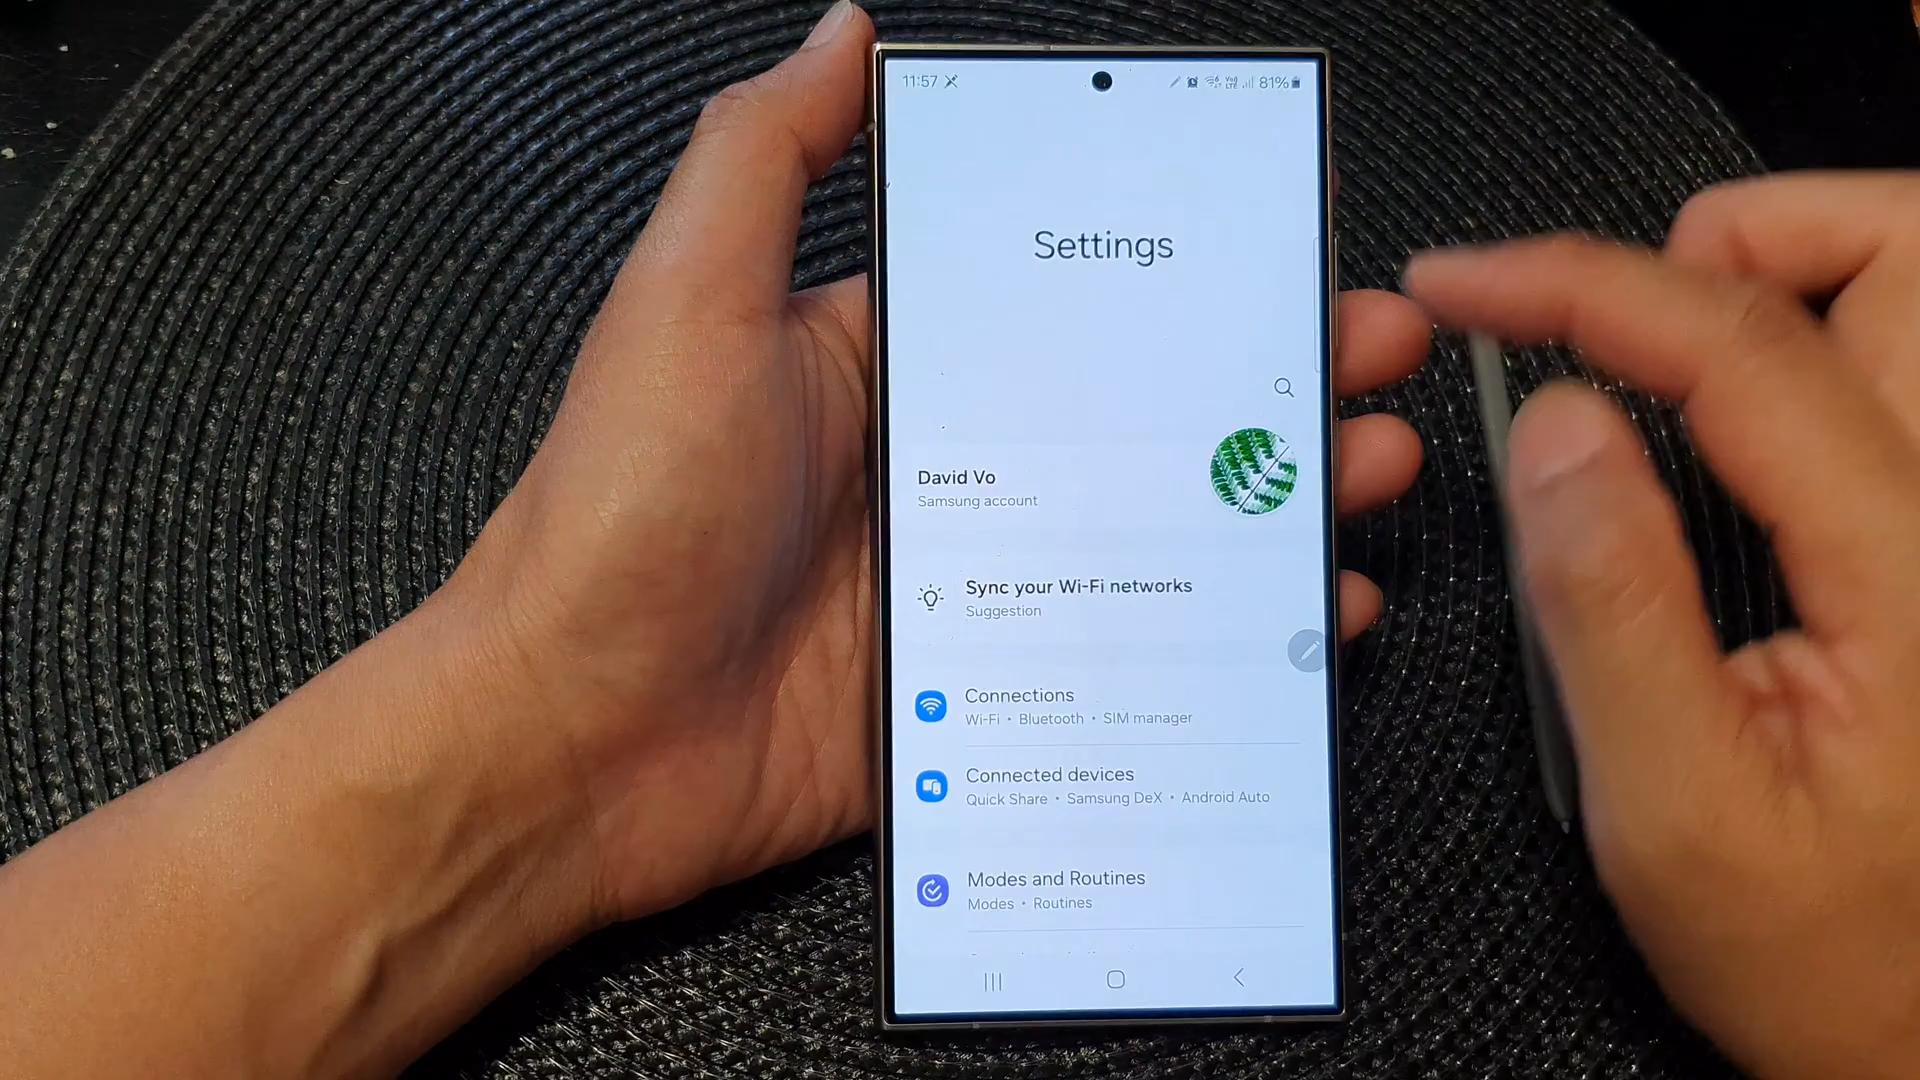 11:57
81%
Settings
David Vo
Samsung account
Sync your Wi-Fi networks
Suggestion
Connections
Wi-Fi • Bluetooth • SIM manager
Connected devices
Quick Share • Samsung DeX • Android Auto
Modes and Routines
Modes • Routines